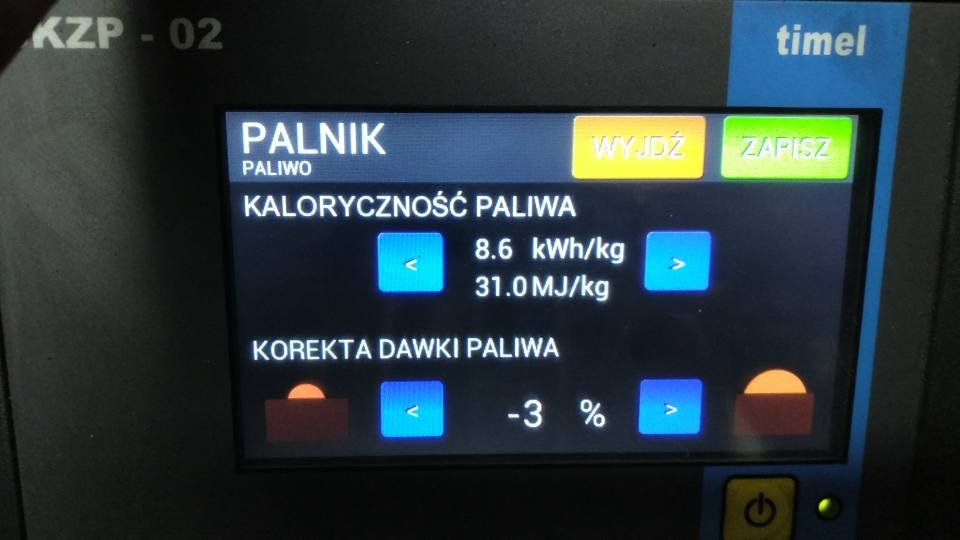 KZP - 02
timel
PALNIK
PALIWO
WYJDŹ
ZAPISZ
KALORYCZNOŚĆ PALIWA
< 8.6 kWh/kg >
31.0 MJ/kg
KOREKTA DAWKI PALIWA
< -3 % >